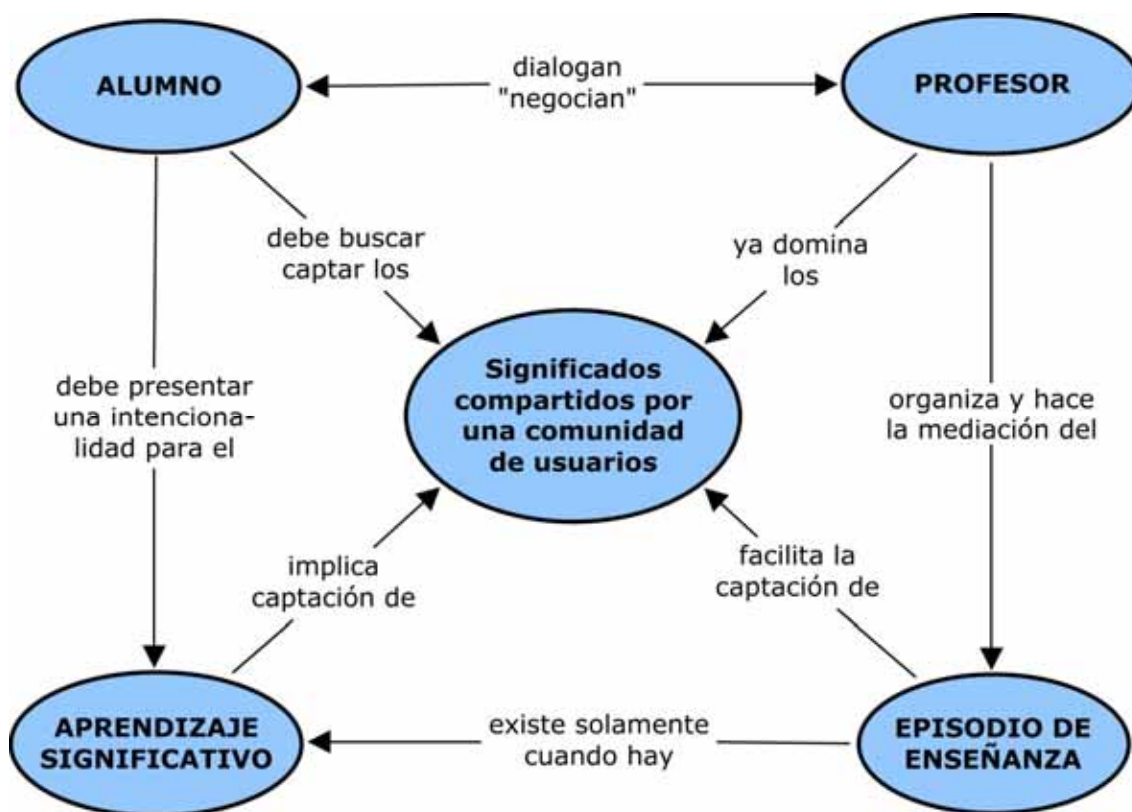 ALUMNO
dialogan
"negocian"
PROFESOR
debe buscar
captar los
ya domina
los
Significados
compartidos por
una comunidad
de usuarios
debe presentar
una intenciona-
lidad para el
organiza y hace
la mediación del
implica
captación de
facilita la
captación de
APRENDIZAJE
SIGNIFICATIVO
existe solamente
cuando hay
EPISODIO DE
ENSEÑANZA